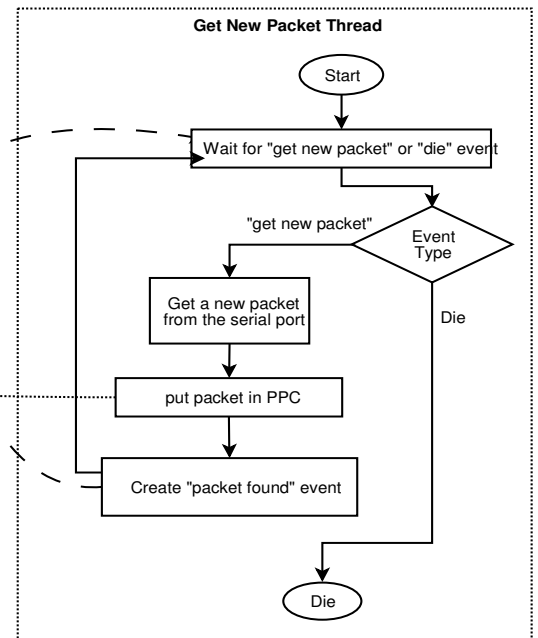 Get New Packet Thread
Start
Wait for "get new packet" or "die" event
"get new packet"
Event
Type
Get a new packet
from the serial port
Die
put packet in PPC
Create "packet found" event
Die